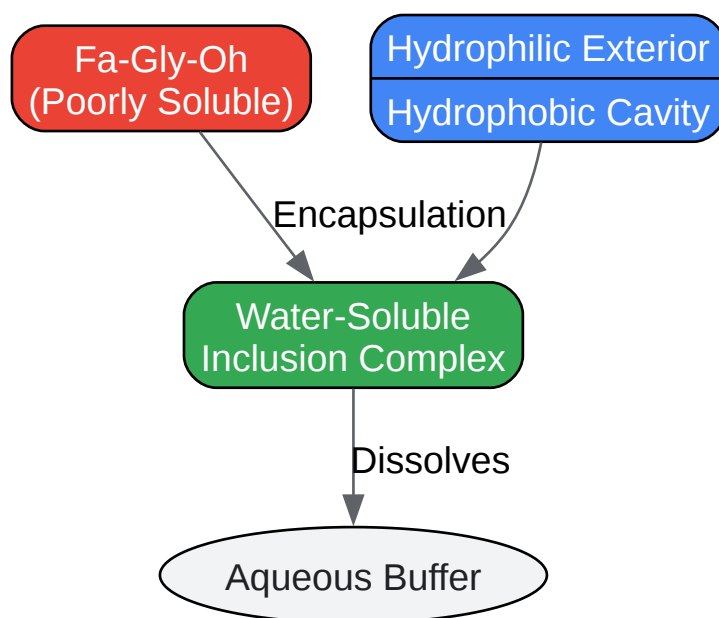 Fa-Gly-Oh
(Poorly Soluble)
Hydrophilic Exterior
Hydrophobic Cavity
Encapsulation
Water-Soluble
Inclusion Complex
Dissolves
Aqueous Buffer